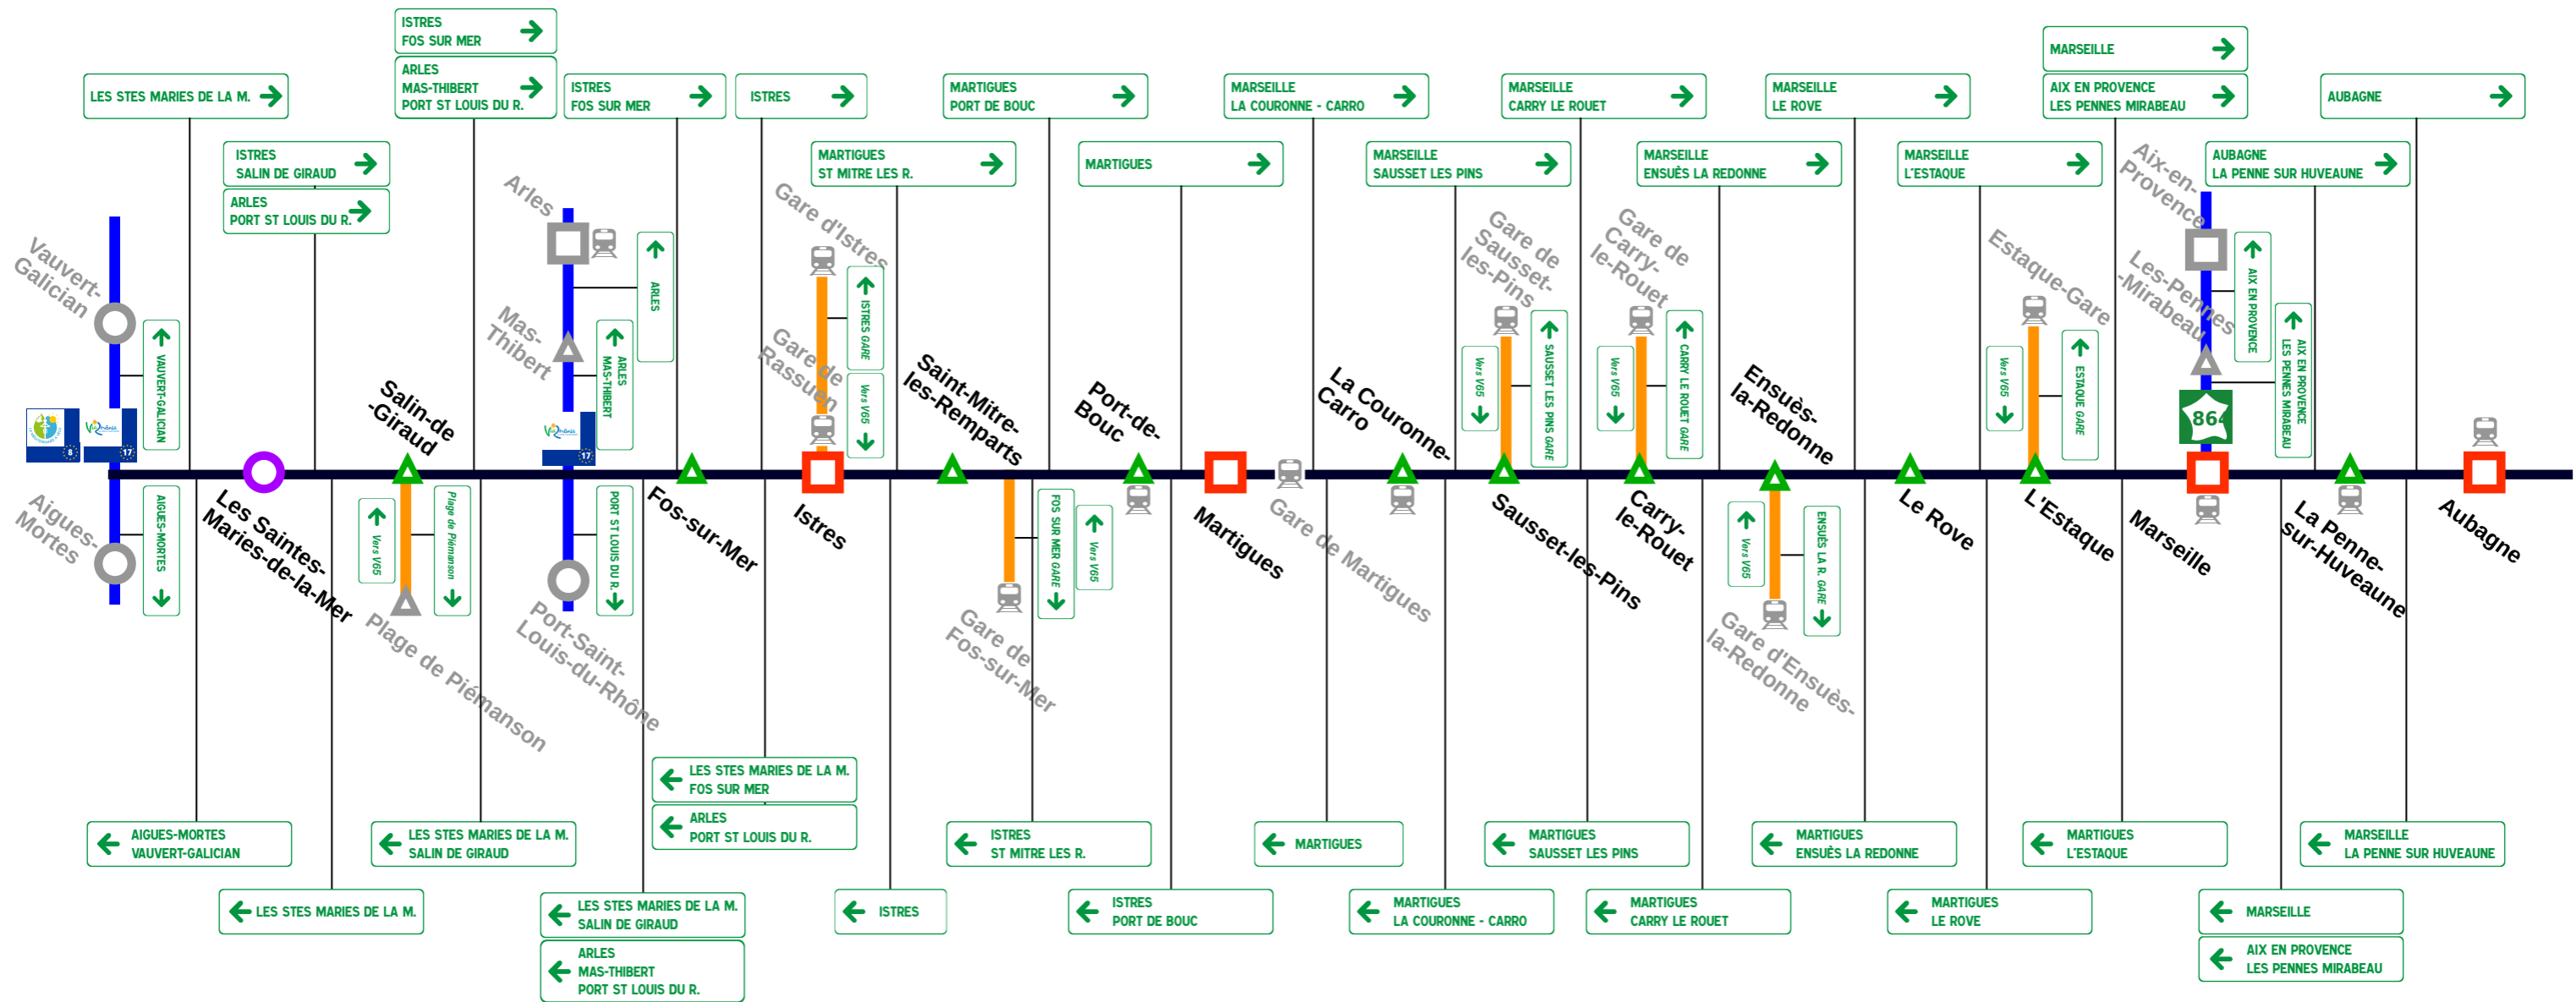 ISTRES
FOS SUR MER
ARLES
MAS-THIBERT
PORT ST LOUIS DU R.
LES STES MARIES DE LA M.
ISTRES
FOS SUR MER
ISTRES
MARTIGUES
PORT DE BOUC
MARSEILLE
LA COURONNE - CARRO
MARSEILLE
CARRY LE ROUET
MARSEILLE
LE ROVE
MARSEILLE
AIX EN PROVENCE
LES PENNES MIRABEAU
AUBAGNE
ISTRES
SALIN DE GIRAUD
ARLES
PORT ST LOUIS DU R.
MARTIGUES
ST MITRE LES R.
MARTIGUES
MARSEILLE
SAUSSET LES PINS
MARSEILLE
ENSUÈS LA REDONNE
MARSEILLE
L'ESTAQUE
AUBAGNE
LA PENNE SUR HUVEAUNE
Vauvert-
Galicien
VAUVERT-GALICIAN
Arles
ARLES
Mas-
Thibert
ARLES
MAS-THIBERT
Gare d'Istres
ISTRES GARE
Gare de
Rassuen
Vers V65
Gare de
Sausset-
les-Pins
Vers V65
SAUSSET LES PINS GARE
Gare de
Carry-
le-Rouet
Vers V65
CARRY LE ROUET GARE
Estaque-Gare
Vers V65
ESTAQUE GARE
Aix-en-
Provence
AIX EN PROVENCE
Les-Pennes
-Mirabeau
AIX EN PROVENCE
LES PENNES MIRABEAU
864
8
17
17
Salin-de
-Giraud
Saint-Mitre-
les-Remparts
Port-de-
Bouc
La Couronne-
Carro
Ensuès-
la-Redonne
Aigues-
Mortes
AIGUES-MORTES
Les Saintes-
Maries-de-la-Mer
Vers V65
Plage de Piémanson
Plage de Piémanson
PORT ST LOUIS DU R.
Port-Saint-
Louis-du-Rhône
Fos-sur-Mer
Istres
FOS SUR MER GARE
Vers V65
Gare de
Fos-sur-Mer
Martigues
Gare de Martigues
Sausset-les-Pins
Carry-
le-Rouet
Vers V65
ENSUÈS LA R. GARE
Gare d'Ensuès-
la-Redonne
Le Rove
L'Estaque
Marseille
La Penne-
sur-Huveaune
Aubagne
LES STES MARIES DE LA M.
FOS SUR MER
ARLES
PORT ST LOUIS DU R.
AIGUES-MORTES
VAUVERT-GALICIAN
LES STES MARIES DE LA M.
SALIN DE GIRAUD
ISTRES
ST MITRE LES R.
MARTIGUES
MARTIGUES
SAUSSET LES PINS
MARTIGUES
ENSUÈS LA REDONNE
MARTIGUES
L'ESTAQUE
MARSEILLE
LA PENNE SUR HUVEAUNE
LES STES MARIES DE LA M.
LES STES MARIES DE LA M.
SALIN DE GIRAUD
ARLES
MAS-THIBERT
PORT ST LOUIS DU R.
ISTRES
ISTRES
PORT DE BOUC
MARTIGUES
LA COURONNE - CARRO
MARTIGUES
CARRY LE ROUET
MARTIGUES
LE ROVE
MARSEILLE
AIX EN PROVENCE
LES PENNES MIRABEAU